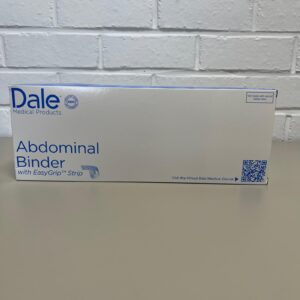 Dale
Medical Products
Abdominal
Binder
with EasyGrip™ Strip